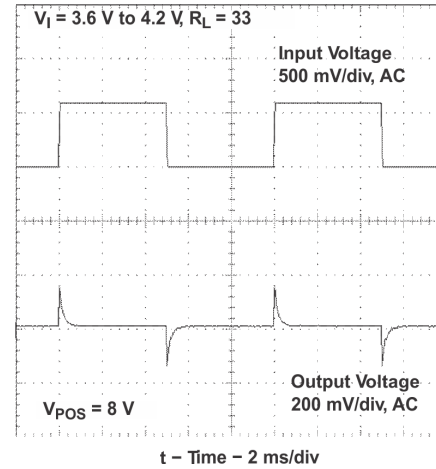 V_I = 3.6 V to 4.2 V, R_L = 33
Input Voltage
500 mV/div, AC
Output Voltage
200 mV/div, AC
V_POS = 8 V
t – Time – 2 ms/div